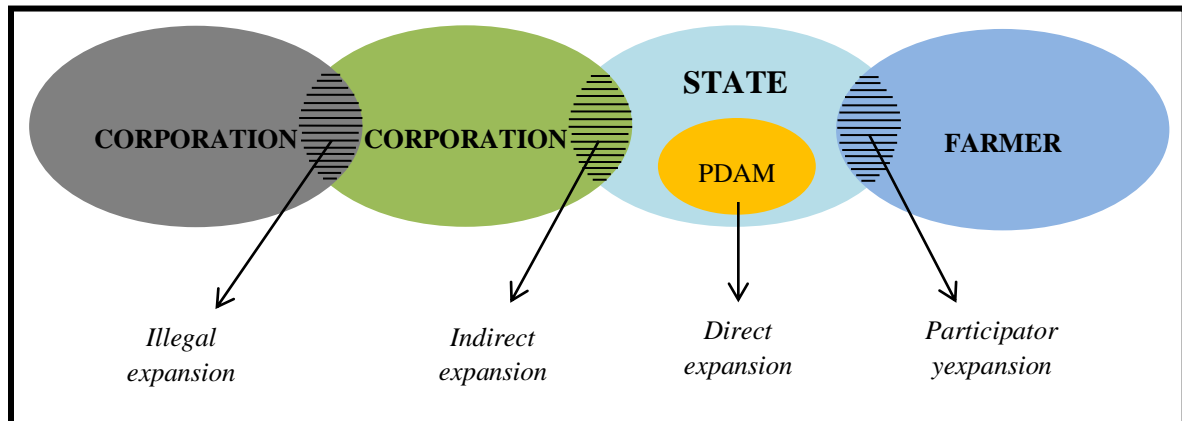 STATE
CORPORATION
CORPORATION
FARMER
PDAM
Illegal
expansion
Indirect
expansion
Direct
expansion
Participator
yexpansion